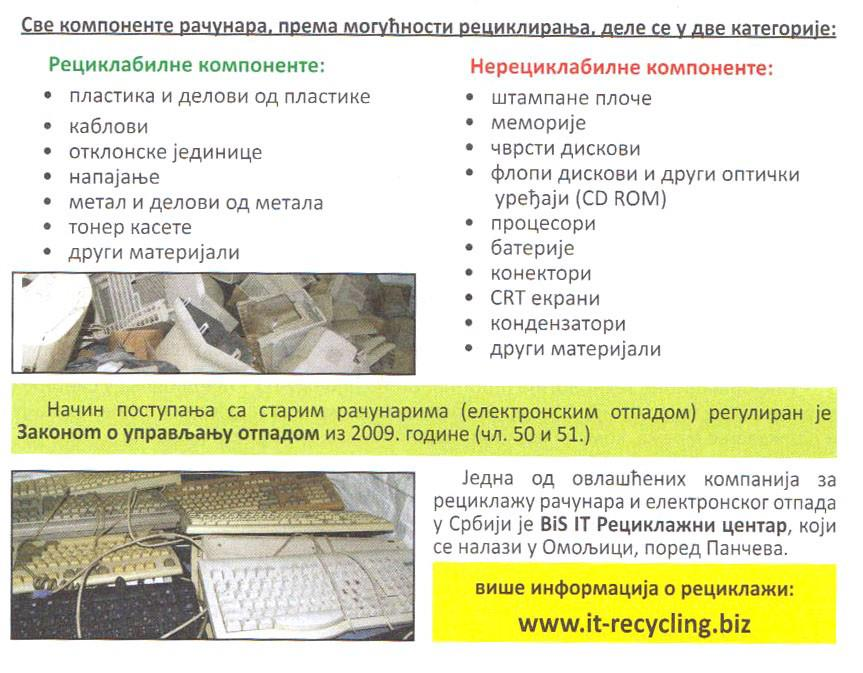 Све компоненте рачунара, према могућности рециклирања, деле се у две категорије:
Рециклабилне компоненте:
• пластика и делови од пластике
• каблови
• отклонске јединице
• напајање
• метал и делови од метала
• тонер касете
• други материјали
Нерециклабилне компоненте:
• штампане плоче
• меморије
• чврсти дискови
• флопи дискови и други оптички
уређаји (CD ROM)
• процесори
• батерије
• конектори
• CRT екрани
• кондензатори
• други материјали
Начин поступања са старим рачунарима (електронским отпадом) регулиран је
Законom о управљању отпадом из 2009. године (чл. 50 и 51.)
Једна од овлашћених компанија за
рециклажу рачунара и електронског отпада
у Србији је BiS IT Рециклажни центар, који
се налази у Омољици, поред Панчева.
више информација о рециклажи:
www.it-recycling.biz